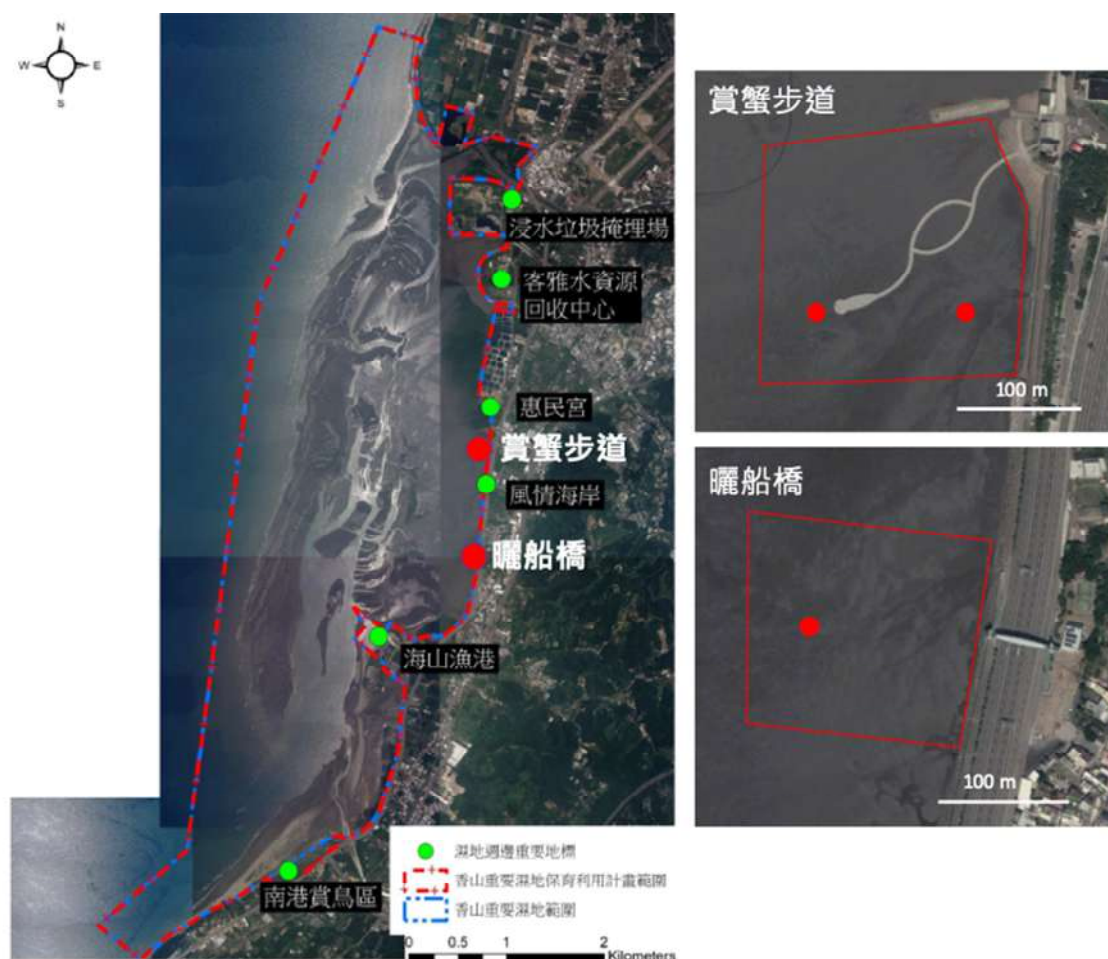 N
W E
S
浸水垃圾掩埋場
客雅水資源
回收中心
惠民宮
賞蟹步道
風情海岸
曬船橋
海山漁港
南港賞鳥區
濕地週邊重要地標
香山重要濕地保育利用計畫範圍
香山重要濕地範圍
0 0.5 1 2
Kilometers
賞蟹步道
100 m
曬船橋
100 m